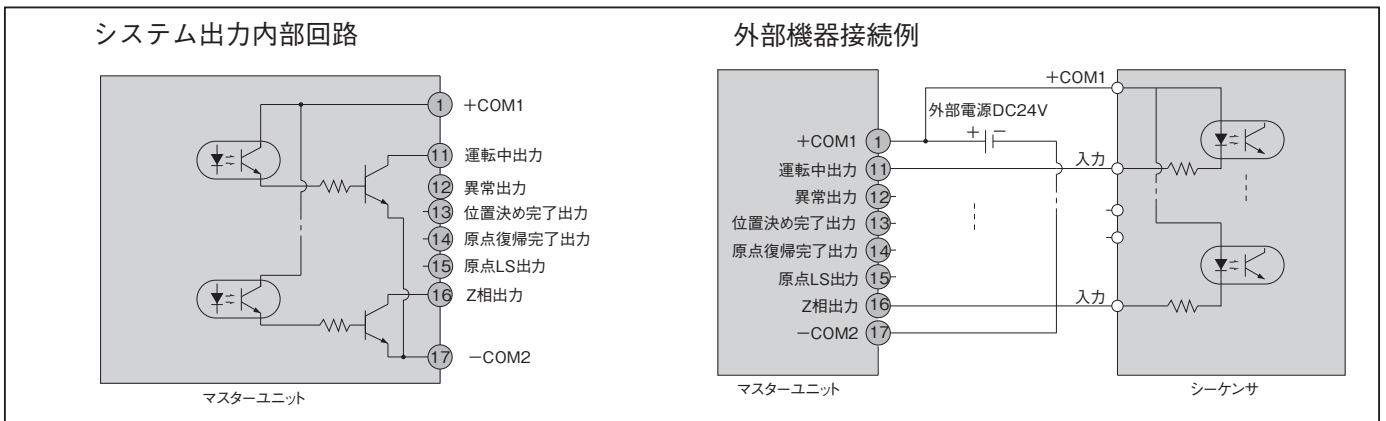 システム出力内部回路
1 +COM1
11 運転中出力
12 異常出力
13 位置決め完了出力
14 原点復帰完了出力
15 原点LS出力
16 Z相出力
17 −COM2
マスターユニット
外部機器接続例
+COM1
外部電源DC24V
+ −
+COM1 1
運転中出力 11
入力
異常出力 12
位置決め完了出力 13
原点復帰完了出力 14
原点LS出力 15
Z相出力 16
入力
−COM2 17
マスターユニット
シーケンサ